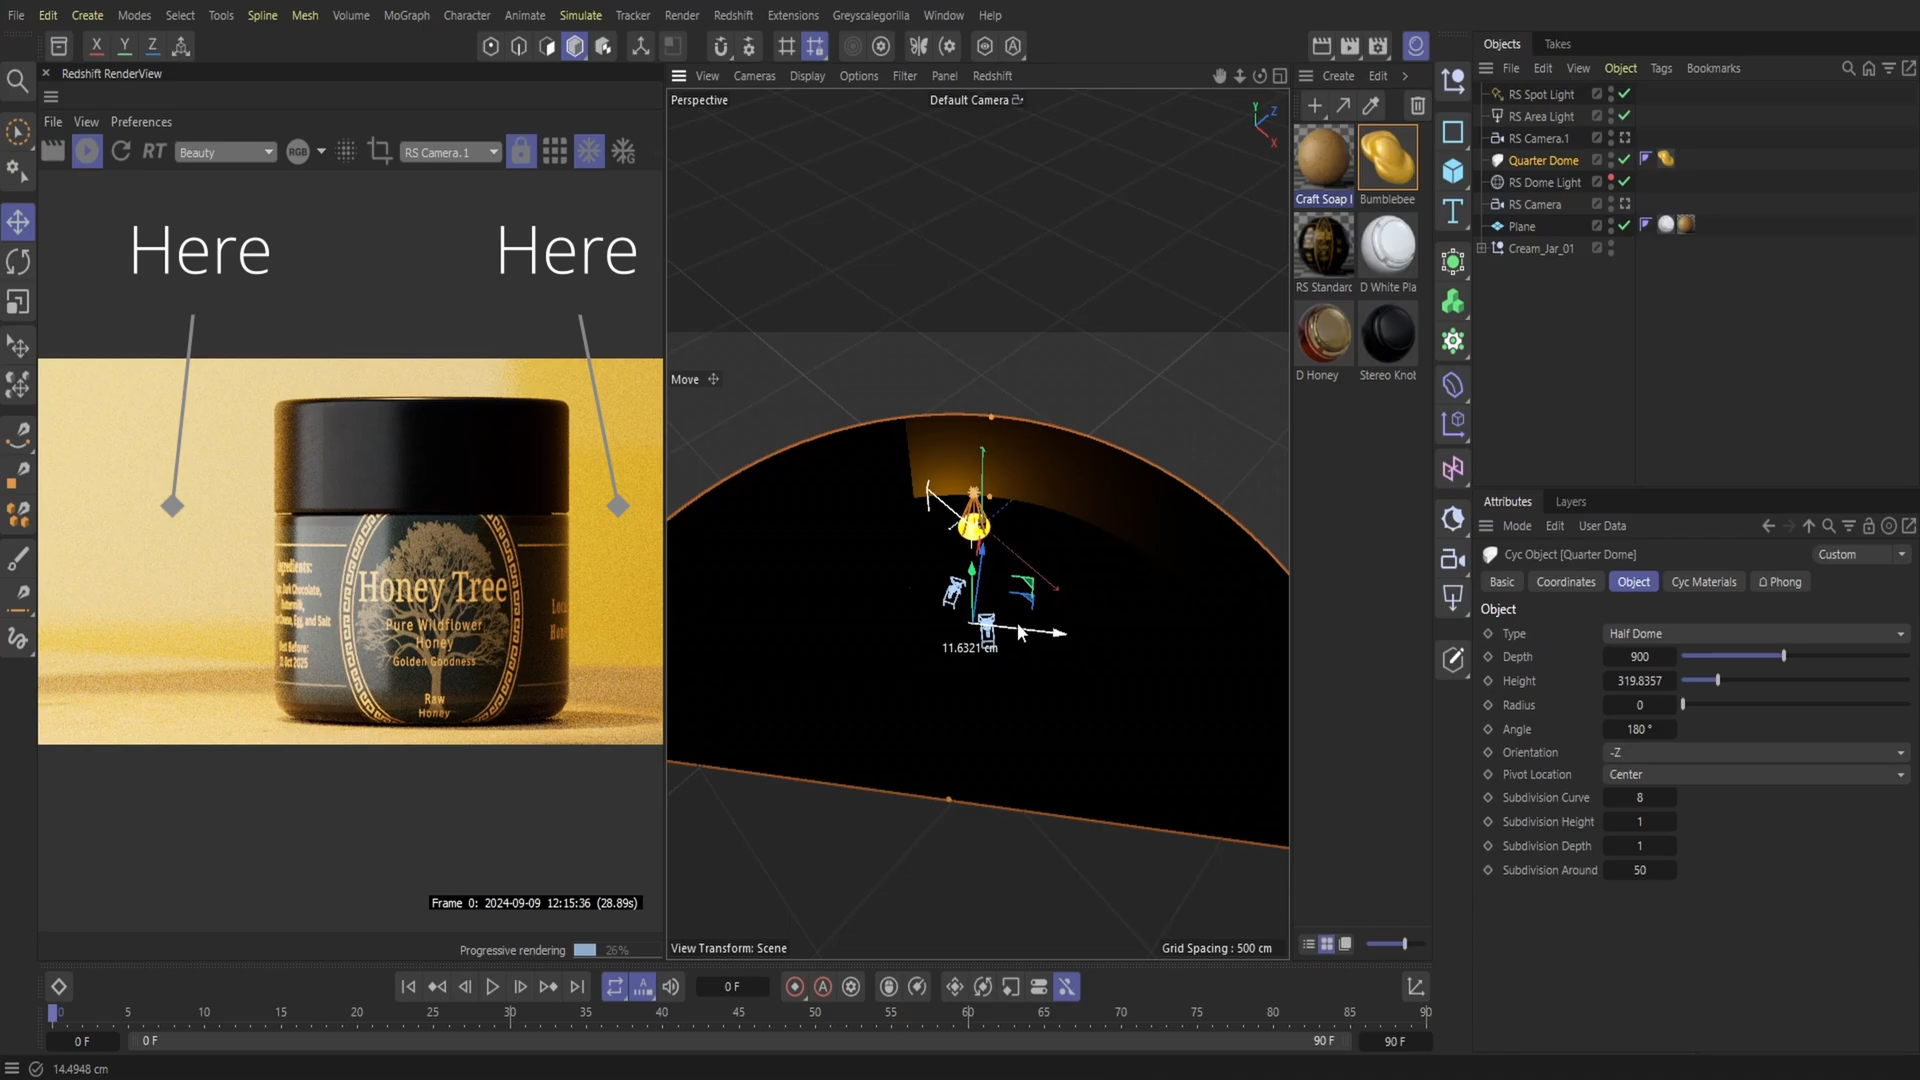 File Edit Create Modes Select Tools Spline Mesh Volume MoGraph Character Animate Simulate Tracker Render Redshift Extensions Greyscalegorilla Window Help
X Y Z
Objects Takes
Redshift RenderView
View Cameras Display Options Filter Panel Redshift
Create Edit
File Edit View Object Tags Bookmarks
File View Preferences
RT Beauty RGB RS Camera.1
Perspective
Default Camera
Y Z X
RS Spot Light
RS Area Light
RS Camera.1
Quarter Dome
RS Dome Light
RS Camera
Plane
Cream_Jar_01
Craft Soap
Bumblebee
RS Standard
D White Pla
D Honey
Stereo Knot
Here Here
Move
11.6321 cm
Honey Tree
Pure Wildflower
Honey
Golden Goodness
Raw
Honey
Frame 0: 2024-09-09 12:15:36 (28.89s)
Progressive rendering 26%
View Transform: Scene
Grid Spacing : 500 cm
Attributes Layers
Mode Edit User Data
Cyc Object [Quarter Dome]
Custom
Basic Coordinates Object Cyc Materials Phong
Object
Type Half Dome
Depth 900
Height 319.8357
Radius 0
Angle 180 °
Orientation -Z
Pivot Location Center
Subdivision Curve 8
Subdivision Height 1
Subdivision Depth 1
Subdivision Around 50
0 F
0 5 10 15 20 25 30 35 40 45 50 55 60 65 70 75 80 85 90
0 F 0 F 90 F 90 F
14.4948 cm